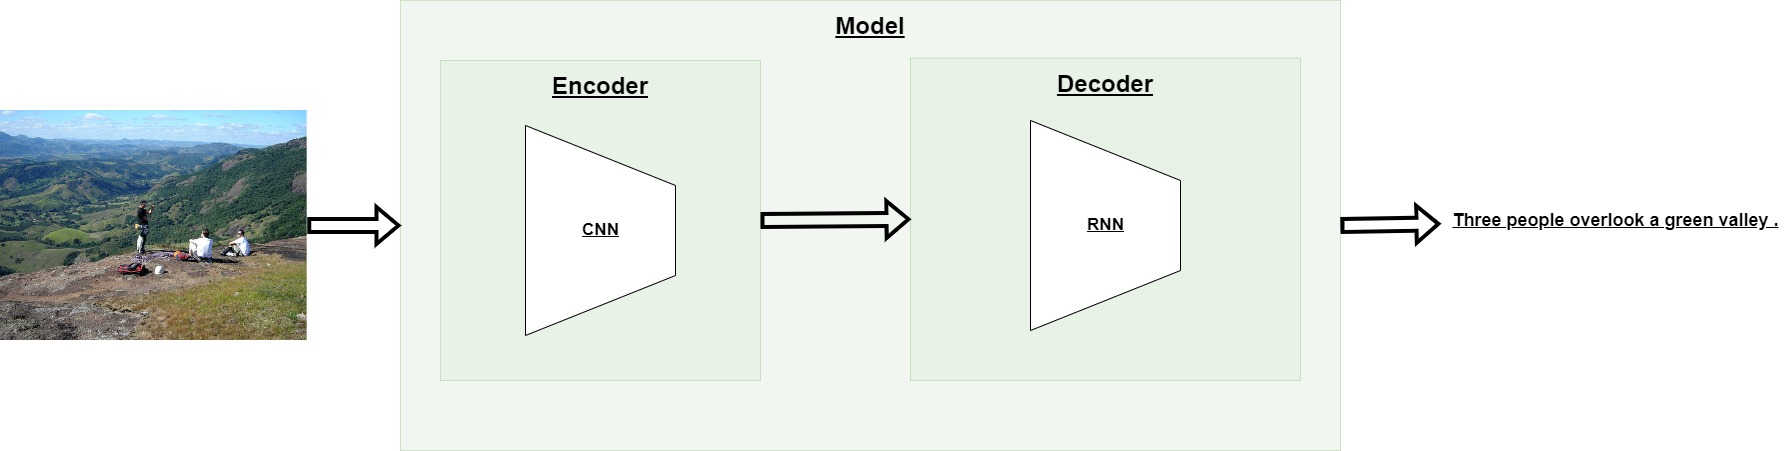 Model
Encoder
Decoder
CNN
RNN
Three people overlook a green valley .